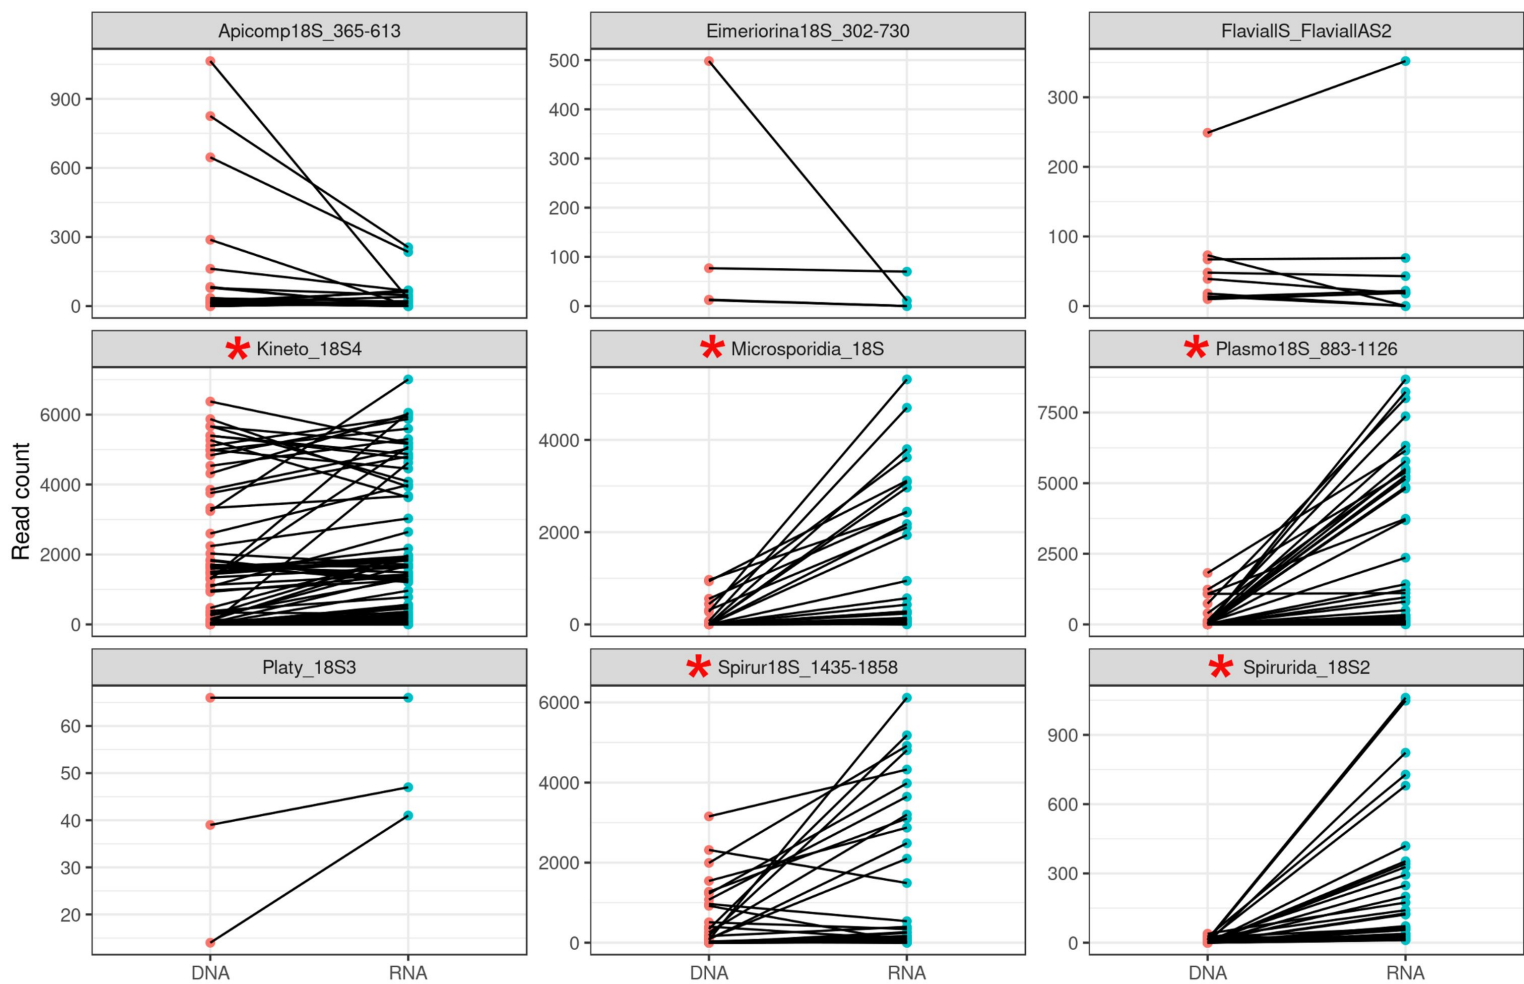 Apicomp18S_365-613
Eimeriorina18S_302-730
FlaviallS_FlaviallAS2
900
600
300
0
500
400
300
200
100
0
300
200
100
0
* Kineto_18S4
* Microsporidia_18S
* Plasmo18S_883-1126
Read count
6000
4000
2000
0
4000
2000
0
7500
5000
2500
0
Platy_18S3
* Spirur18S_1435-1858
* Spirurida_18S2
60
50
40
30
20
6000
4000
2000
0
900
600
300
0
DNA RNA
DNA RNA
DNA RNA